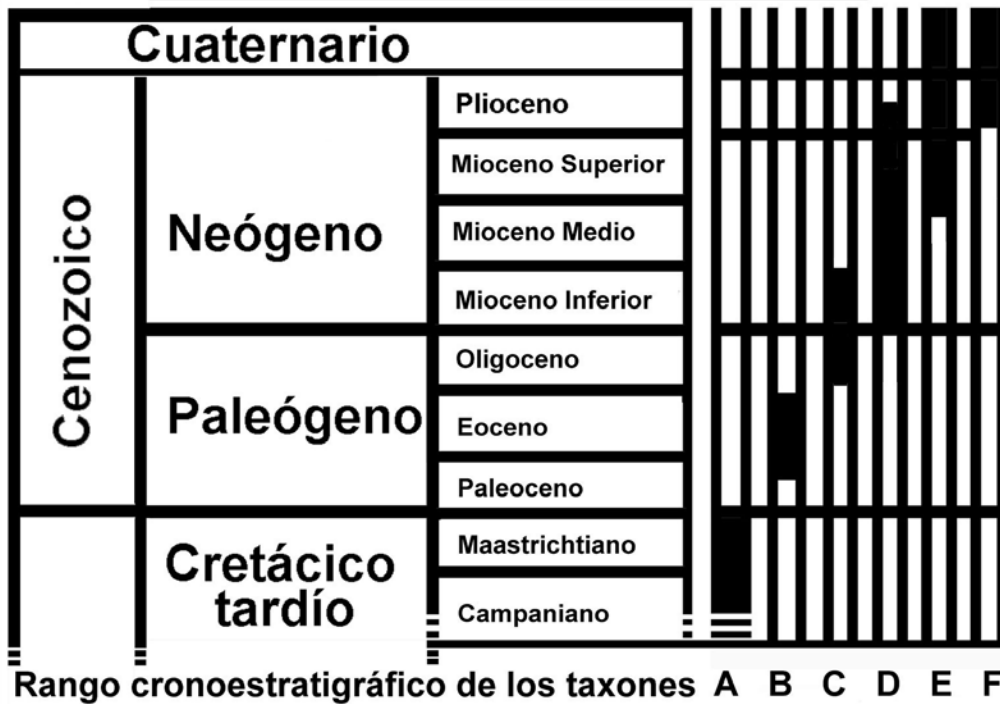 Cuaternario
Cenozoico
Neógeno
Plioceno
Mioceno Superior
Mioceno Medio
Mioceno Inferior
Paleógeno
Oligoceno
Eoceno
Paleoceno
Cretácico
tardío
Maastrichtiano
Campaniano
Rango cronoestratigráfico de los taxones A B C D E F